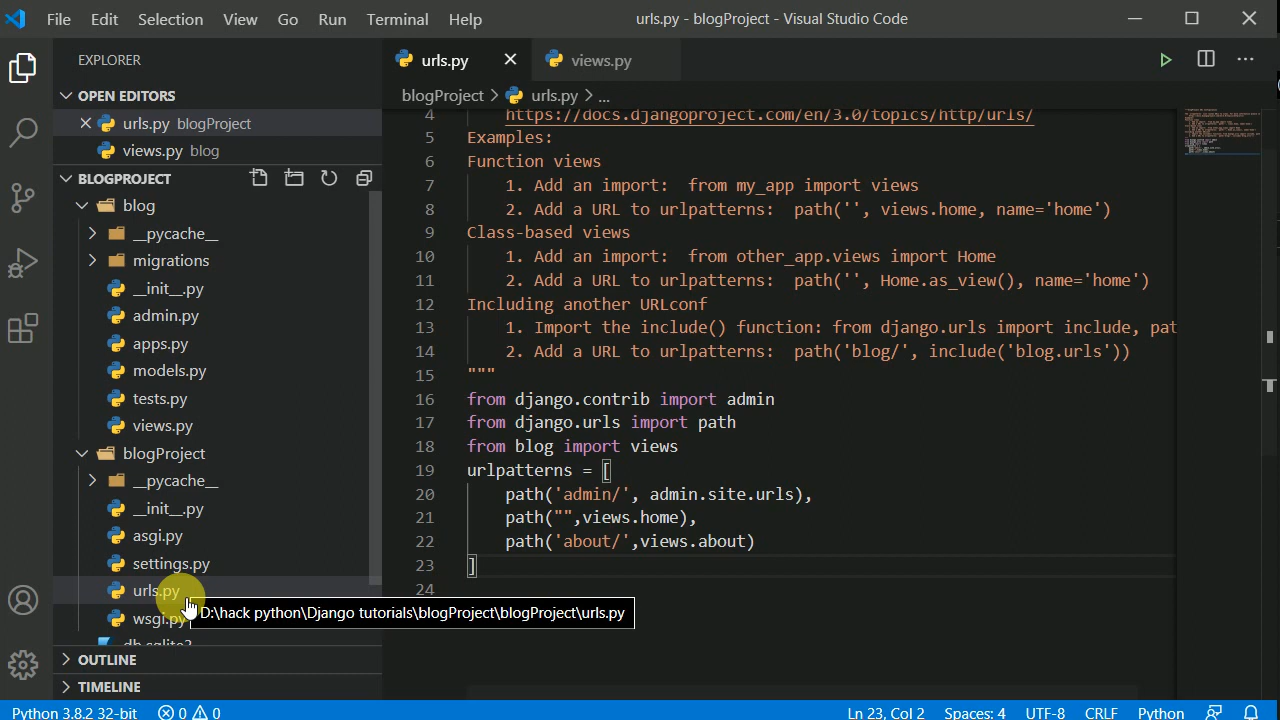 File Edit Selection View Go Run Terminal Help
urls.py - blogProject - Visual Studio Code
EXPLORER
OPEN EDITORS
urls.py blogProject
views.py blog
BLOGPROJECT
blog
__pycache__
migrations
__init__.py
admin.py
apps.py
models.py
tests.py
views.py
blogProject
__pycache__
__init__.py
asgi.py
settings.py
urls.py
wsgi.py
db.sqlite3
OUTLINE
TIMELINE
urls.py
views.py
blogProject > urls.py > ...
4 https://docs.djangoproject.com/en/3.0/topics/http/urls/
5 Examples:
6 Function views
7 1. Add an import:  from my_app import views
8 2. Add a URL to urlpatterns:  path('', views.home, name='home')
9 Class-based views
10 1. Add an import:  from other_app.views import Home
11 2. Add a URL to urlpatterns:  path('', Home.as_view(), name='home')
12 Including another URLconf
13 1. Import the include() function: from django.urls import include, pat
14 2. Add a URL to urlpatterns:  path('blog/', include('blog.urls'))
15 """
16 from django.contrib import admin
17 from django.urls import path
18 from blog import views
19 urlpatterns = [
20 path('admin/', admin.site.urls),
21 path("",views.home),
22 path('about/',views.about)
23 ]
24
D:\hack python\Django tutorials\blogProject\blogProject\urls.py
Python 3.8.2 32-bit 0 0 Ln 23, Col 2 Spaces: 4 UTF-8 CRLF Python